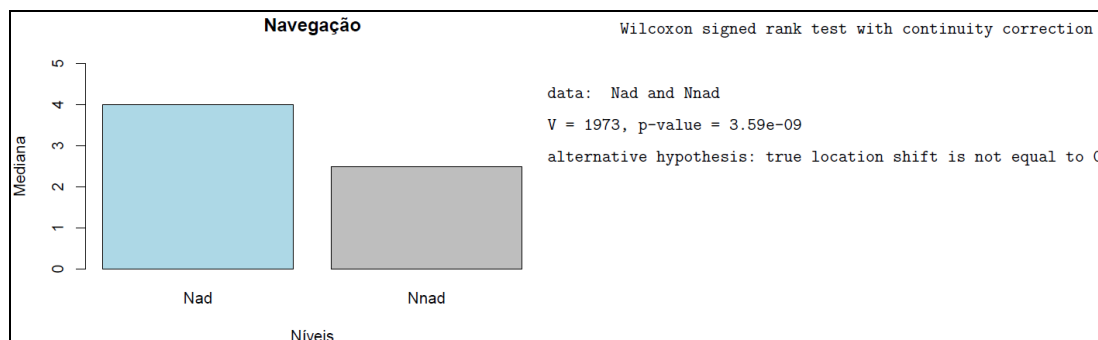 Navegação
Mediana
5
4
3
2
1
0
Nad
Nnad
Níveis
Wilcoxon signed rank test with continuity correction
data: Nad and Nnad
V = 1973, p-value = 3.59e-09
alternative hypothesis: true location shift is not equal to 0